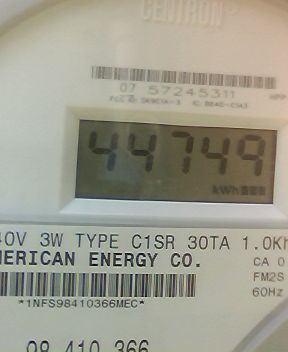 CENTRON®
07 57245311
44749
kWh
40V 3W TYPE C1SR 30TA 1.0Kh
MERICAN ENERGY CO.
CA 0
FM2S
60Hz
*1NFS98410366MEC*
98 410 366